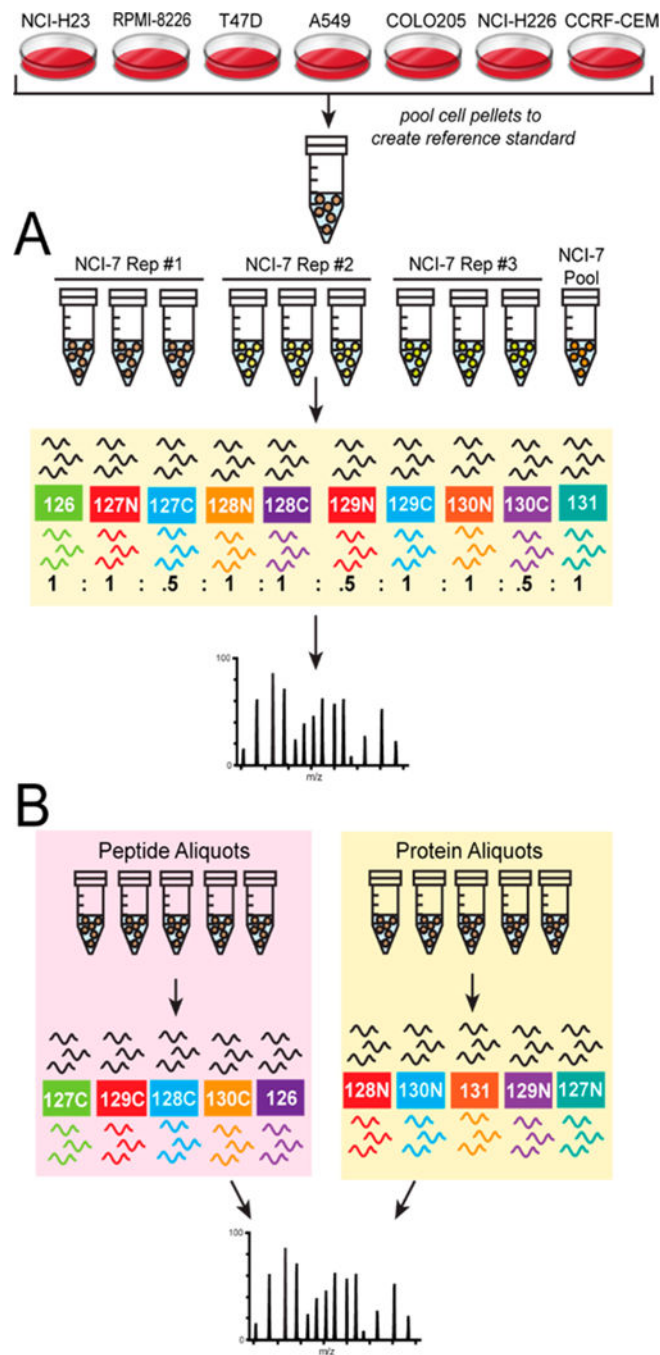 NCI-H23 RPMI-8226 T47D A549 COLO205 NCI-H226 CCRF-CEM
pool cell pellets to
create reference standard
A
NCI-7 Rep #1 NCI-7 Rep #2 NCI-7 Rep #3 NCI-7
Pool
126 127N 127C 128N 128C 129N 129C 130N 130C 131
1 : 1 : .5 : 1 : 1 : .5 : 1 : 1 : .5 : 1
100
0
m/z
B
Peptide Aliquots Protein Aliquots
127C 129C 128C 130C 126 128N 130N 131 129N 127N
100
0
m/z